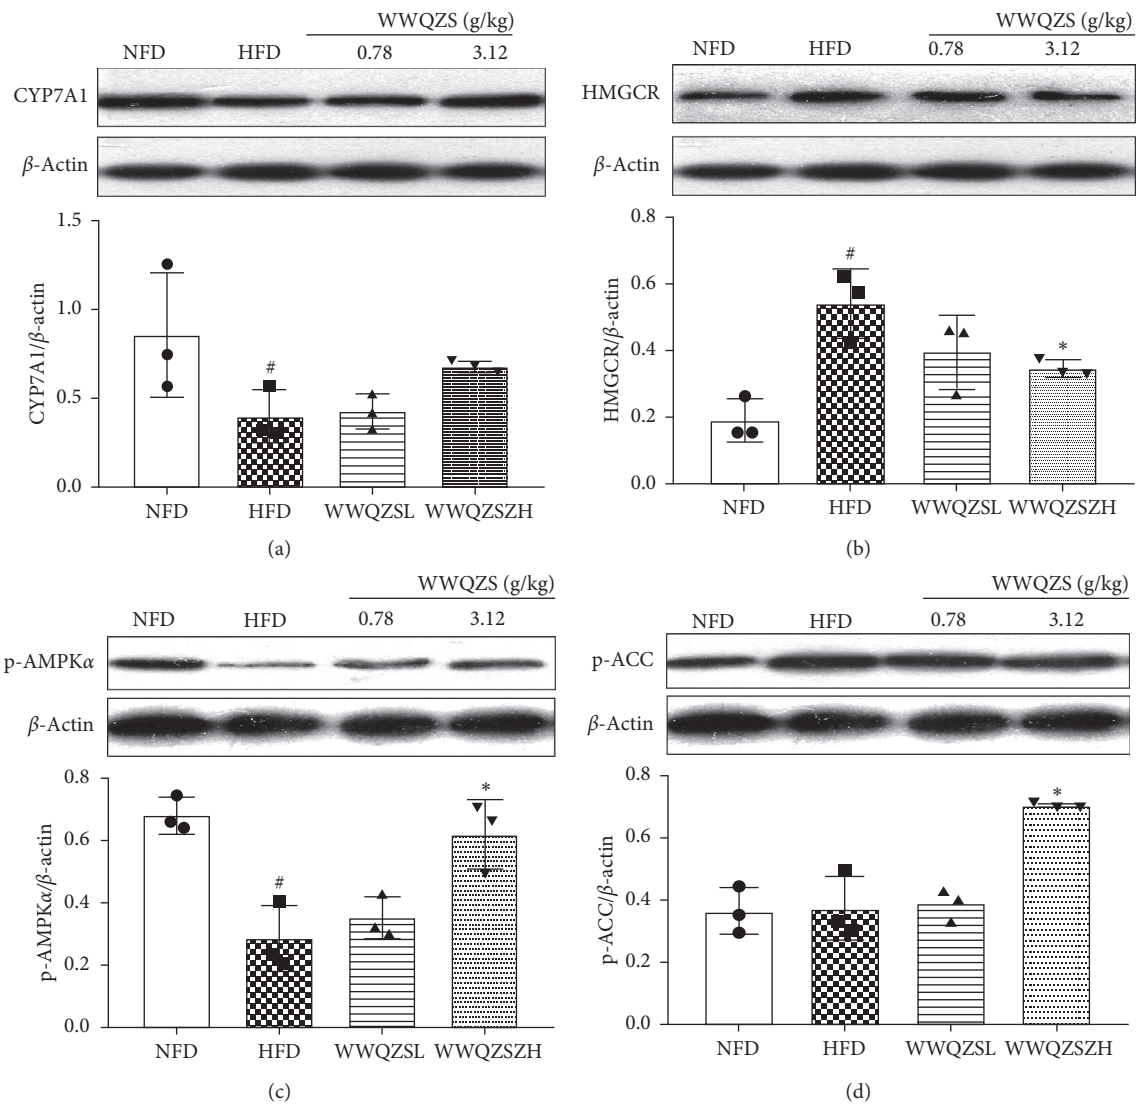 WWQZS (g/kg)
NFD HFD 0.78 3.12
CYP7A1
β-Actin
1.5
1.0
0.5
0.0
CYP7A1/β-actin
#
NFD HFD WWQZSL WWQZSZH
(a)
WWQZS (g/kg)
NFD HFD 0.78 3.12
HMGCR
β-Actin
0.8
0.6
0.4
0.2
0.0
HMGCR/β-actin
#
*
NFD HFD WWQZSL WWQZSZH
(b)
WWQZS (g/kg)
NFD HFD 0.78 3.12
p-AMPKα
β-Actin
0.8
0.6
0.4
0.2
0.0
p-AMPKα/β-actin
#
*
NFD HFD WWQZSL WWQZSZH
(c)
WWQZS (g/kg)
NFD HFD 0.78 3.12
p-ACC
β-Actin
0.8
0.6
0.4
0.2
0.0
p-ACC/β-actin
*
NFD HFD WWQZSL WWQZSZH
(d)